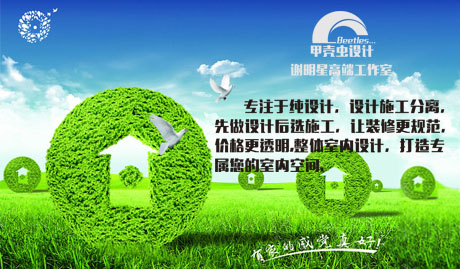 Beetles...
甲壳虫设计
谢明星高端工作室
专注于纯设计，设计施工分离，
先做设计后选施工，让装修更规范，
价格更透明,整体室内设计，打造专
属您的室内空间。
有家的感觉真好!